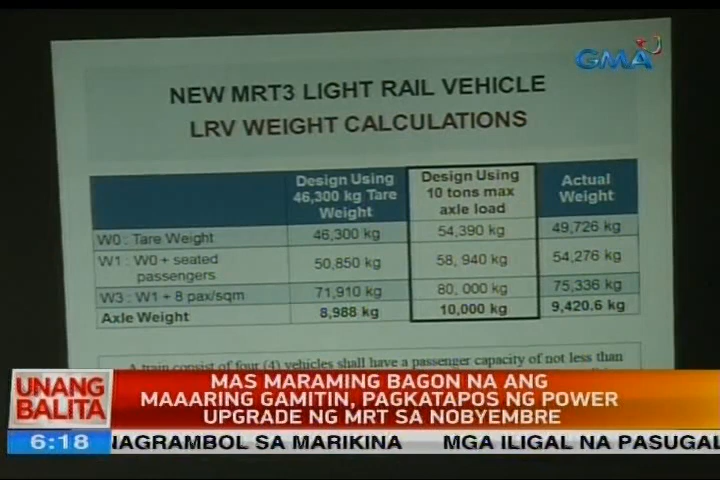 GMA
NEW MRT3 LIGHT RAIL VEHICLE
LRV WEIGHT CALCULATIONS
Design Using 46,300 kg Tare Weight
Design Using 10 tons max axle load
Actual Weight
W0 : Tare Weight 46,300 kg 54,390 kg 49,726 kg
W1 : W0 + seated passengers 50,850 kg 58, 940 kg 54,276 kg
W3 : W1 + 8 pax/sqm 71,910 kg 80, 000 kg 75,336 kg
Axle Weight 8,988 kg 10,000 kg 9,420.6 kg
A train consist of four (4) vehicles shall have a passenger capacity of not less than
UNANG
BALITA
MAS MARAMING BAGON NA ANG
MAAARING GAMITIN, PAGKATAPOS NG POWER
UPGRADE NG MRT SA NOBYEMBRE
6:18
NAGRAMBOL SA MARIKINA MGA ILIGAL NA PASUGAL